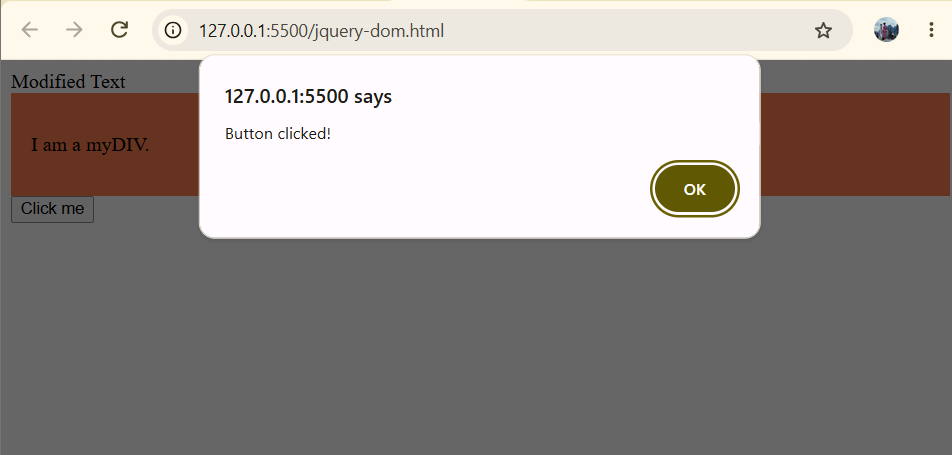 127.0.0.1:5500/jquery-dom.html
Modified Text
127.0.0.1:5500 says
Button clicked!
I am a myDIV.
OK
Click me